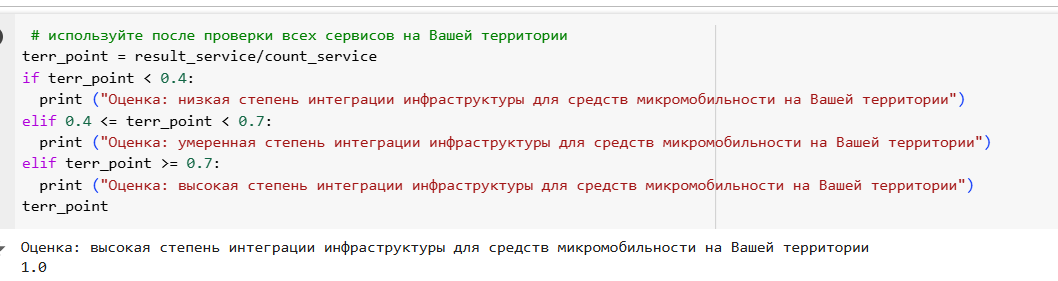 # используйте после проверки всех сервисов на Вашей территории
terr_point = result_service/count_service
if terr_point < 0.4:
  print ("Оценка: низкая степень интеграции инфраструктуры для средств микромобильности на Вашей территории")
elif 0.4 <= terr_point < 0.7:
  print ("Оценка: умеренная степень интеграции инфраструктуры для средств микромобильности на Вашей территории")
elif terr_point >= 0.7:
  print ("Оценка: высокая степень интеграции инфраструктуры для средств микромобильности на Вашей территории")
terr_point
Оценка: высокая степень интеграции инфраструктуры для средств микромобильности на Вашей территории
1.0